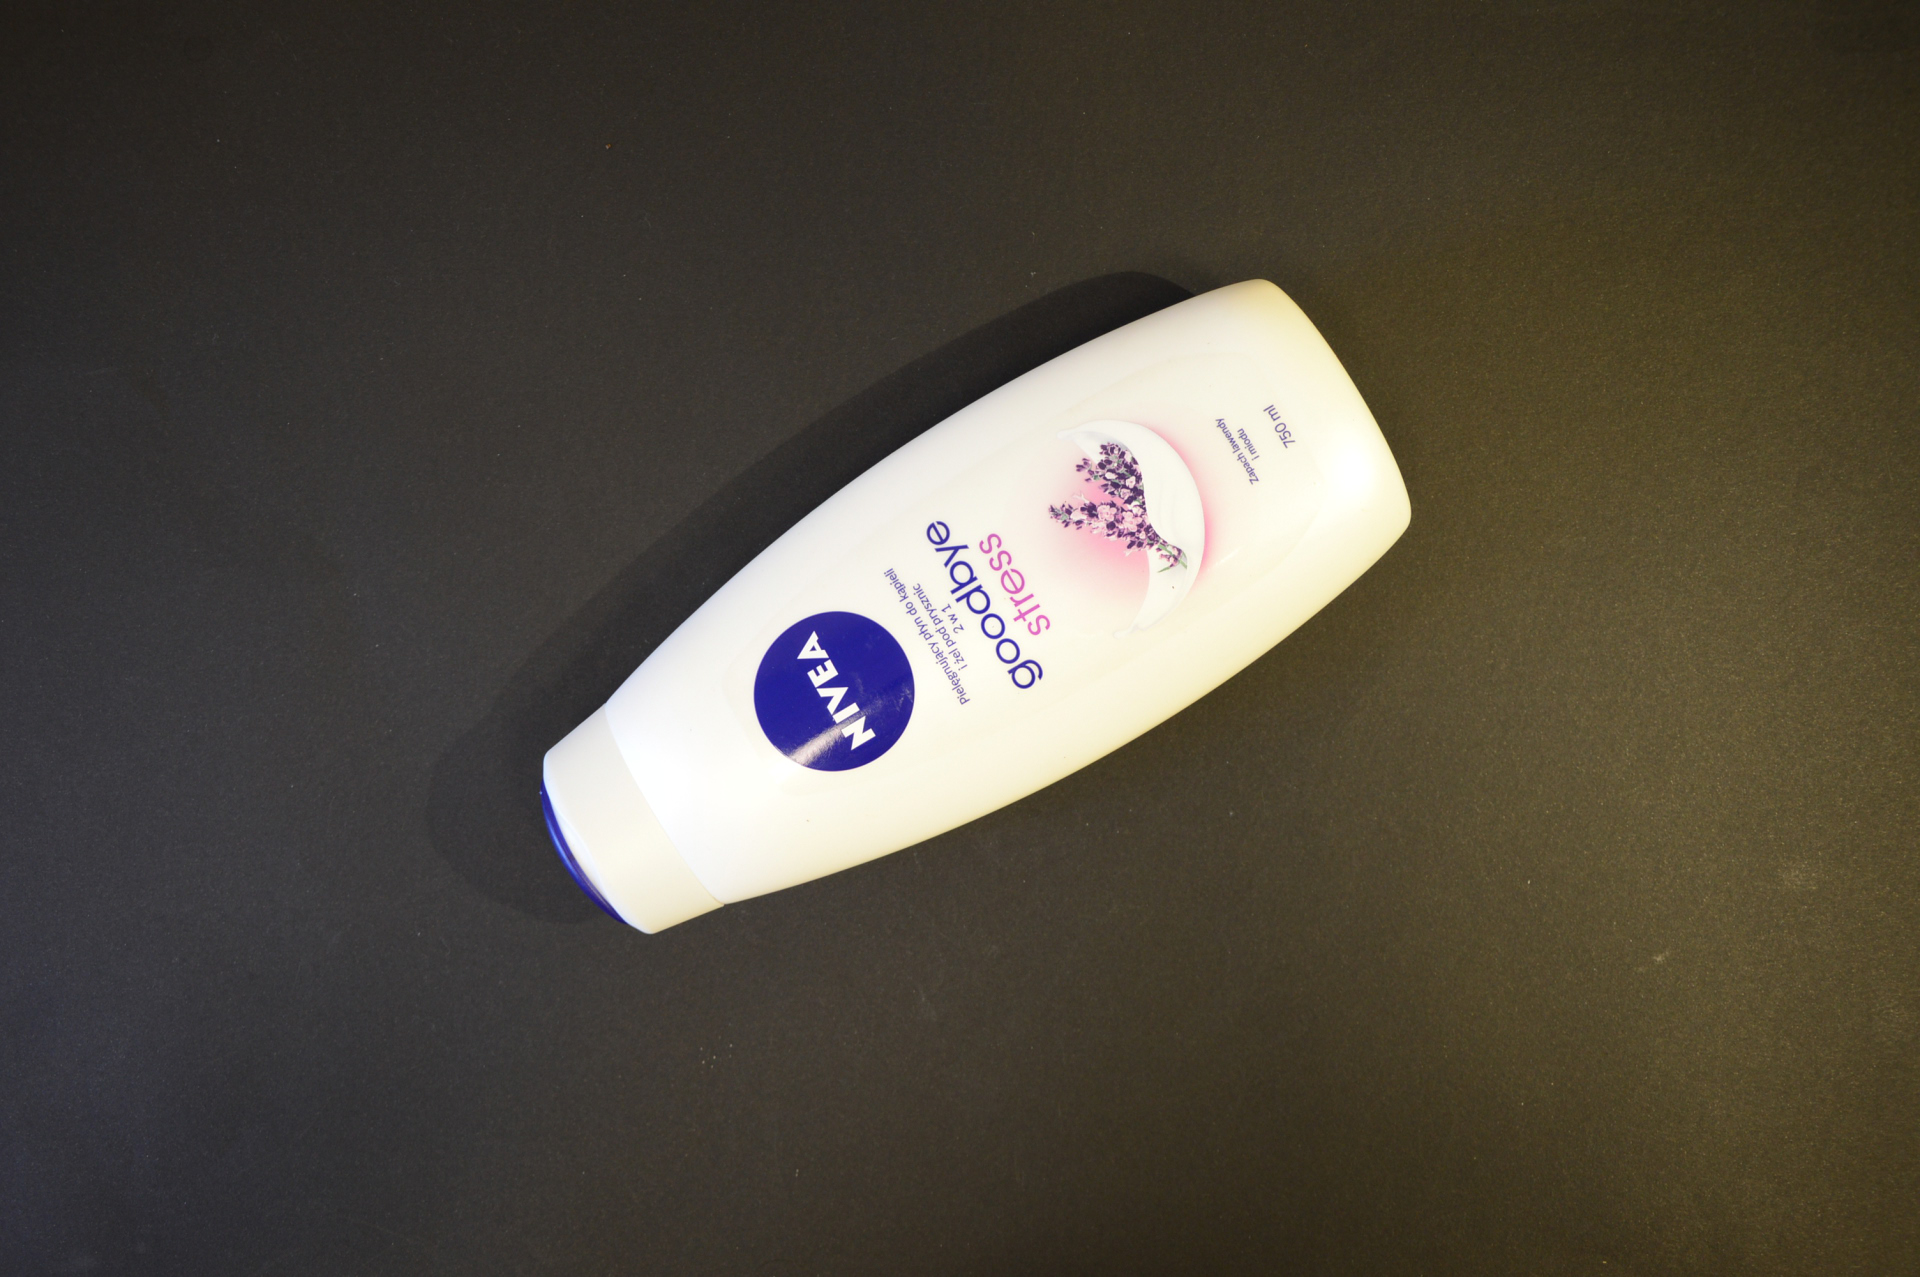 NIVEA
pielęgnujący płyn do kąpieli
i żel pod prysznic
2 w 1
goodbye
stress
Zapach lawendy
i miodu
750 ml